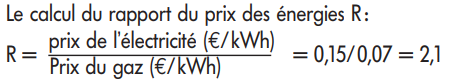 Le calcul du rapport du prix des énergies R:
R = prix de l'électricité (€/kWh) = 0,15/0,07 = 2,1
Prix du gaz (€/kWh)